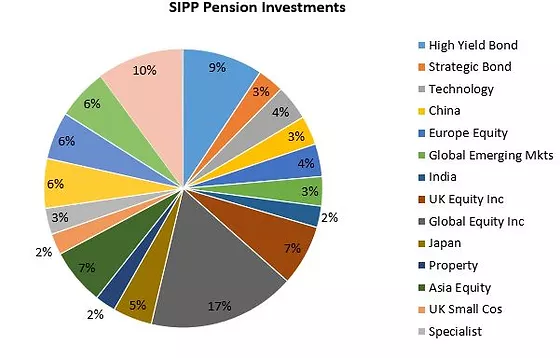 SIPP Pension Investments
10%
9%
3%
4%
3%
4%
3%
2%
7%
17%
5%
2%
7%
2%
3%
6%
6%
6%
High Yield Bond
Strategic Bond
Technology
China
Europe Equity
Global Emerging Mkts
India
UK Equity Inc
Global Equity Inc
Japan
Property
Asia Equity
UK Small Cos
Specialist